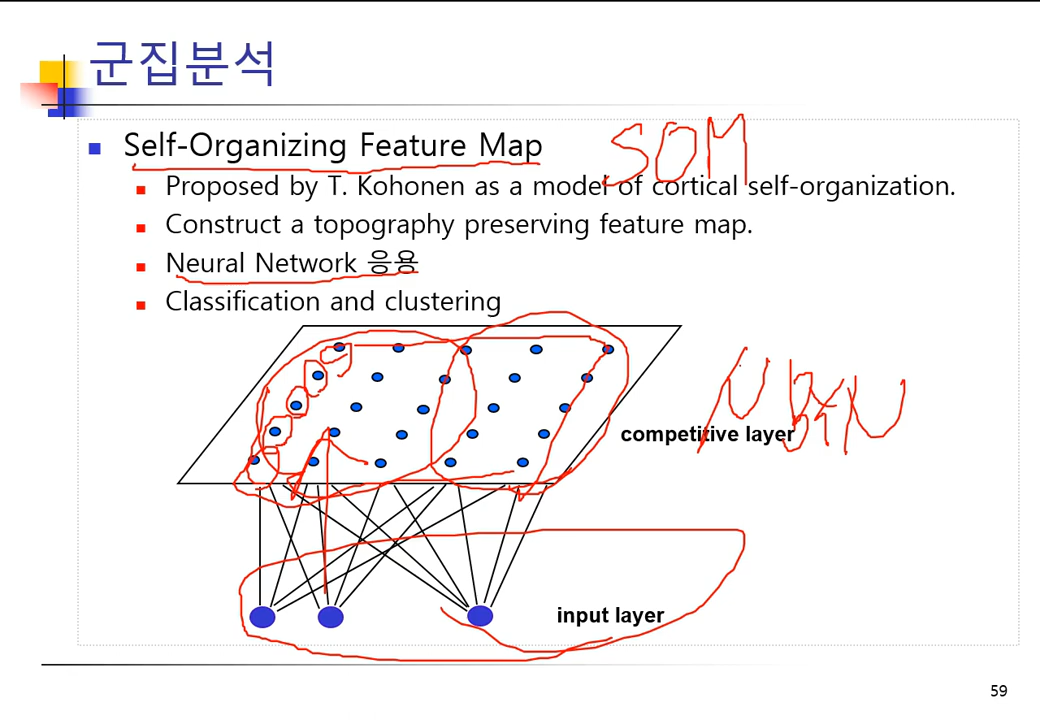 군집분석
Self-Organizing Feature Map
SOM
Proposed by T. Kohonen as a model of cortical self-organization.
Construct a topography preserving feature map.
Neural Network 응용
Classification and clustering
competitive layer
input layer
59